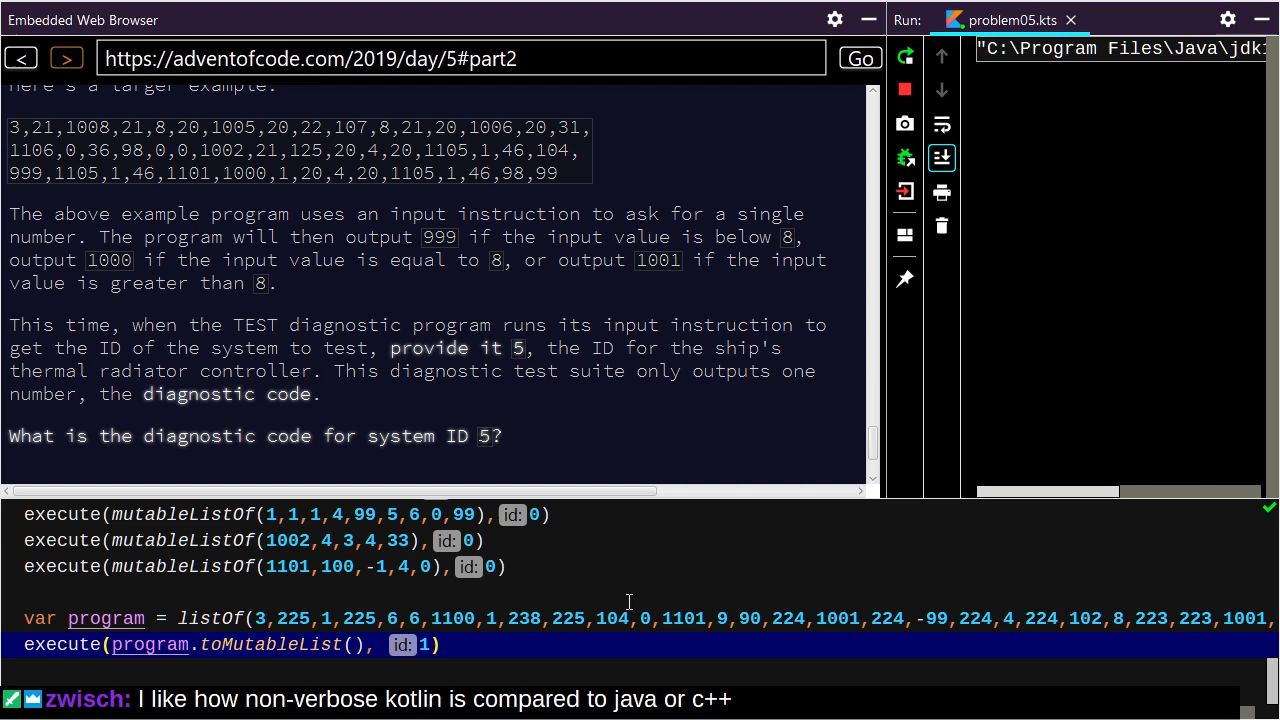 Embedded Web Browser
Run: problem05.kts
< > https://adventofcode.com/2019/day/5#part2 Go
"C:\Program Files\Java\jdk1
Here's a larger example:
3,21,1008,21,8,20,1005,20,22,107,8,21,20,1006,20,31,
1106,0,36,98,0,0,1002,21,125,20,4,20,1105,1,46,104,
999,1105,1,46,1101,1000,1,20,4,20,1105,1,46,98,99
The above example program uses an input instruction to ask for a single
number. The program will then output 999 if the input value is below 8,
output 1000 if the input value is equal to 8, or output 1001 if the input
value is greater than 8.
This time, when the TEST diagnostic program runs its input instruction to
get the ID of the system to test, provide it 5, the ID for the ship's
thermal radiator controller. This diagnostic test suite only outputs one
number, the diagnostic code.
What is the diagnostic code for system ID 5?
execute(mutableListOf(1,1,1,4,99,5,6,0,99), id: 0)
execute(mutableListOf(1002,4,3,4,33), id: 0)
execute(mutableListOf(1101,100,-1,4,0), id: 0)
var program = listOf(3,225,1,225,6,6,1100,1,238,225,104,0,1101,9,90,224,1001,224,-99,224,4,224,102,8,223,223,1001,
execute(program.toMutableList(), id: 1)
zwisch: I like how non-verbose kotlin is compared to java or c++